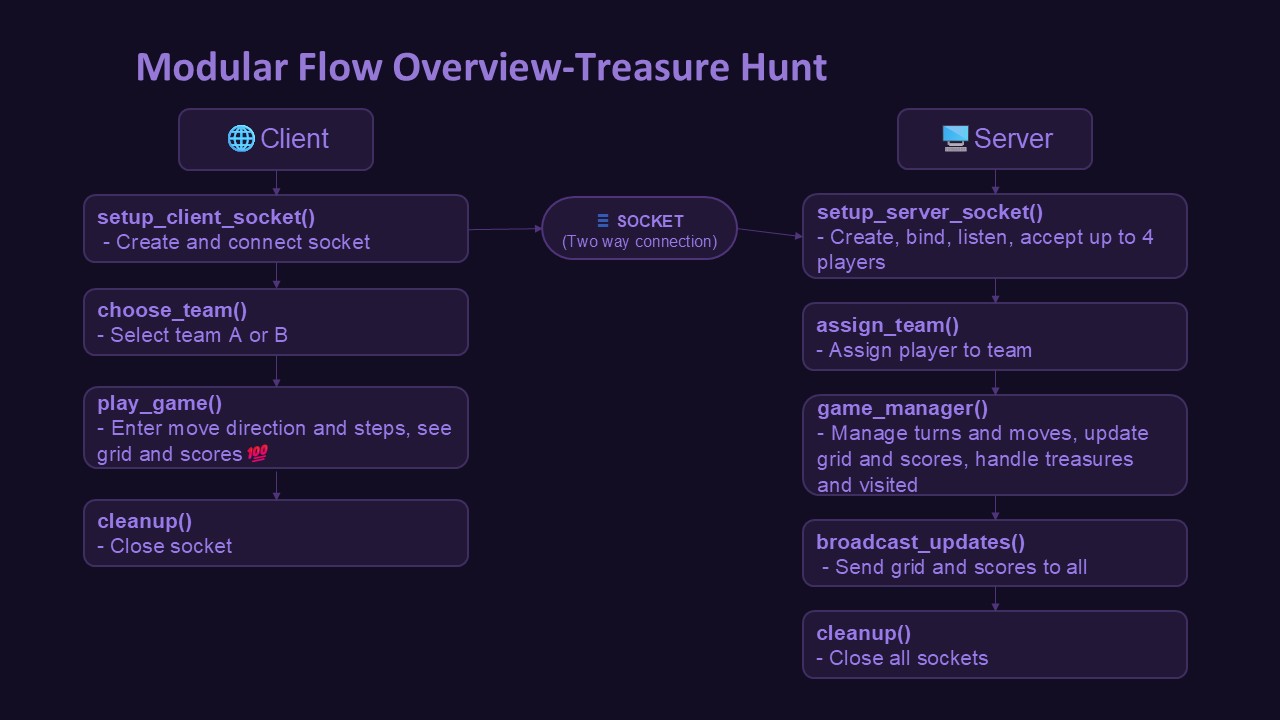 Modular Flow Overview-Treasure Hunt
🌐 Client
setup_client_socket()
- Create and connect socket
choose_team()
- Select team A or B
play_game()
- Enter move direction and steps, see
grid and scores 💯
cleanup()
- Close socket
SOCKET
(Two way connection)
🖥️ Server
setup_server_socket()
- Create, bind, listen, accept up to 4
players
assign_team()
- Assign player to team
game_manager()
- Manage turns and moves, update
grid and scores, handle treasures
and visited
broadcast_updates()
- Send grid and scores to all
cleanup()
- Close all sockets